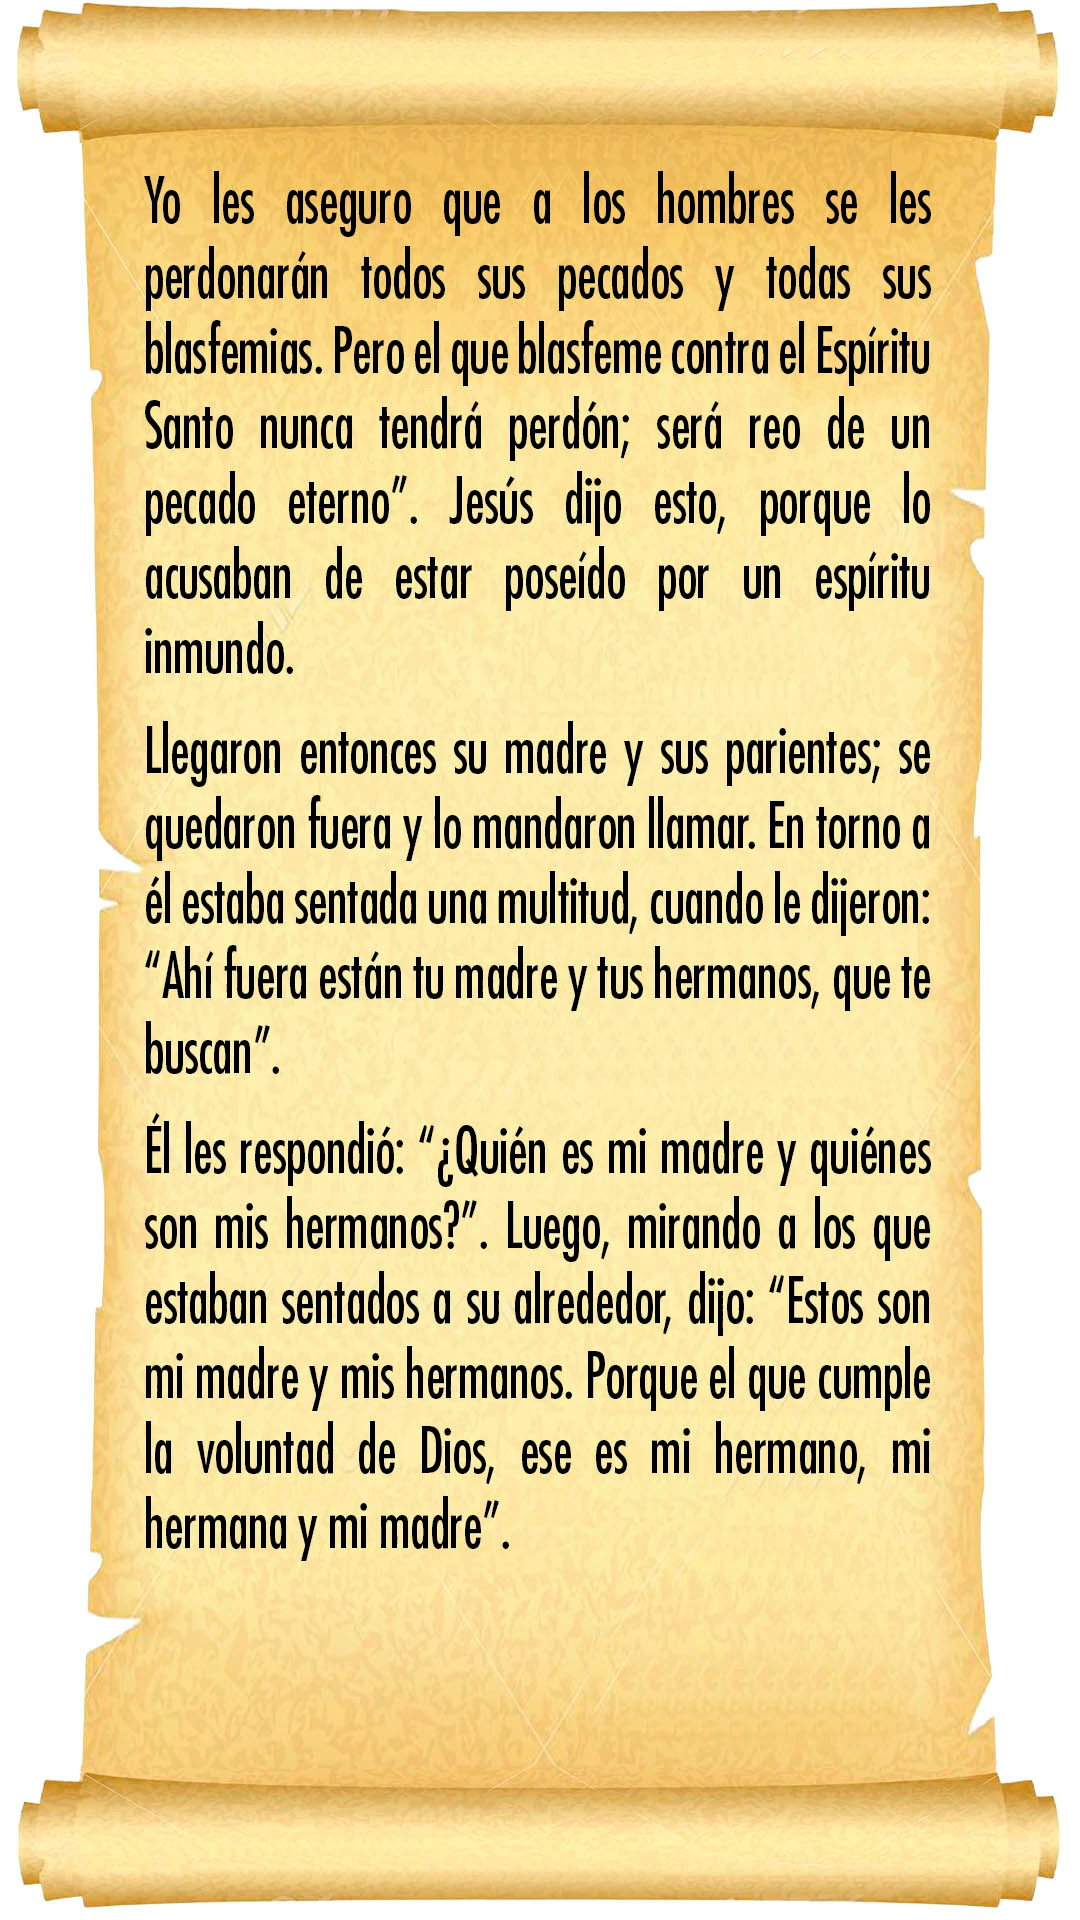 Yo les aseguro que a los hombres se les
perdonarán todos sus pecados y todas sus
blasfemias. Pero el que blasfeme contra el Espíritu
Santo nunca tendrá perdón; será reo de un
pecado eterno”. Jesús dijo esto, porque lo
acusaban de estar poseído por un espíritu
inmundo.
Llegaron entonces su madre y sus parientes; se
quedaron fuera y lo mandaron llamar. En torno a
él estaba sentada una multitud, cuando le dijeron:
“Ahí fuera están tu madre y tus hermanos, que te
buscan”.
Él les respondió: “¿Quién es mi madre y quiénes
son mis hermanos?”. Luego, mirando a los que
estaban sentados a su alrededor, dijo: “Estos son
mi madre y mis hermanos. Porque el que cumple
la voluntad de Dios, ese es mi hermano, mi
hermana y mi madre”.